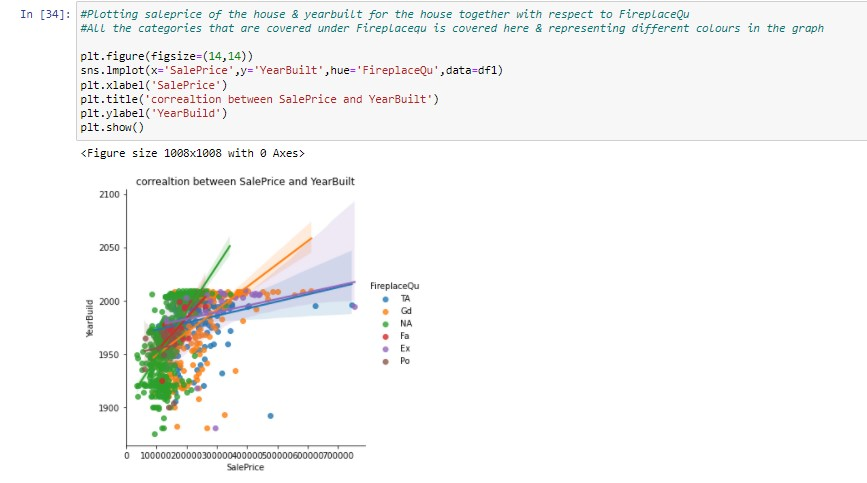 In [34]: #Plotting saleprice of the house & yearbuilt for the house together with respect to FireplaceQu
#All the categories that are covered under Fireplacequ is covered here & representing different colours in the graph
plt.figure(figsize=(14,14))
sns.lmplot(x='SalePrice',y='YearBuilt',hue='FireplaceQu',data=df1)
plt.xlabel('SalePrice')
plt.title('correaltion between SalePrice and YearBuilt')
plt.ylabel('YearBuild')
plt.show()
<Figure size 1008x1008 with 0 Axes>
correaltion between SalePrice and YearBuilt
2100
2050
2000
1950
1900
YearBuild
FireplaceQu
TA
Gd
NA
Fa
Ex
Po
0 100000200000300000400000500000600000700000
SalePrice